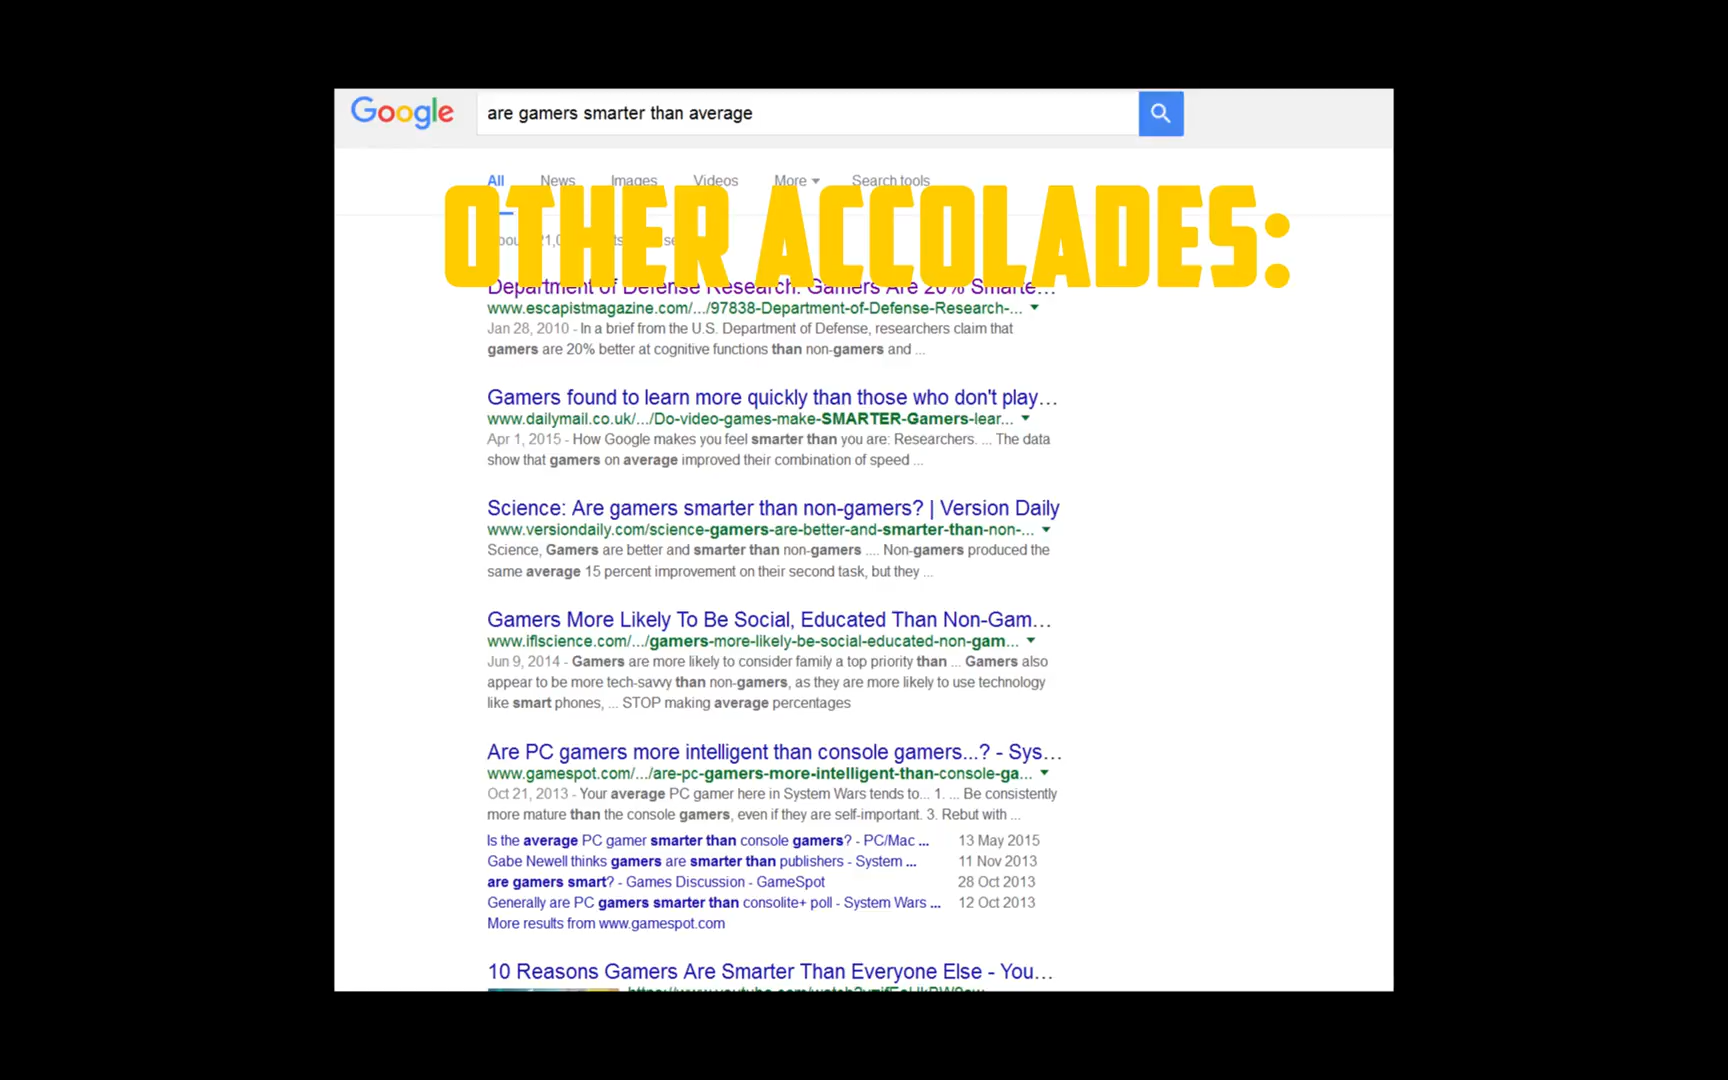 Google
are gamers smarter than average
All News Images Videos More Search tools
OTHER ACCOLADES:
Department of Defense Research: Gamers Are 20% Smarte...
www.escapistmagazine.com/.../97838-Department-of-Defense-Research-...
Jan 28, 2010 - In a brief from the U.S. Department of Defense, researchers claim that
gamers are 20% better at cognitive functions than non-gamers and ...
Gamers found to learn more quickly than those who don't play...
www.dailymail.co.uk/.../Do-video-games-make-SMARTER-Gamers-lear...
Apr 1, 2015 - How Google makes you feel smarter than you are: Researchers. ... The data
show that gamers on average improved their combination of speed ...
Science: Are gamers smarter than non-gamers? | Version Daily
www.versiondaily.com/science-gamers-are-better-and-smarter-than-non-...
Science, Gamers are better and smarter than non-gamers .... Non-gamers produced the
same average 15 percent improvement on their second task, but they ...
Gamers More Likely To Be Social, Educated Than Non-Gam...
www.iflscience.com/.../gamers-more-likely-be-social-educated-non-gam...
Jun 9, 2014 - Gamers are more likely to consider family a top priority than ... Gamers also
appear to be more tech-savvy than non-gamers, as they are more likely to use technology
like smart phones, ... STOP making average percentages
Are PC gamers more intelligent than console gamers...? - Sys...
www.gamespot.com/.../are-pc-gamers-more-intelligent-than-console-ga...
Oct 21, 2013 - Your average PC gamer here in System Wars tends to... 1. ... Be consistently
more mature than the console gamers, even if they are self-important. 3. Rebut with ...
Is the average PC gamer smarter than console gamers? - PC/Mac ... 13 May 2015
Gabe Newell thinks gamers are smarter than publishers - System ... 11 Nov 2013
are gamers smart? - Games Discussion - GameSpot 28 Oct 2013
Generally are PC gamers smarter than consolite+ poll - System Wars ... 12 Oct 2013
More results from www.gamespot.com
10 Reasons Gamers Are Smarter Than Everyone Else - You...